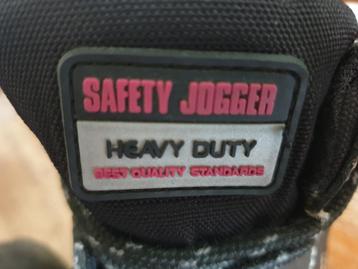 SAFETY JOGGER
HEAVY DUTY
BEST QUALITY STANDARDS